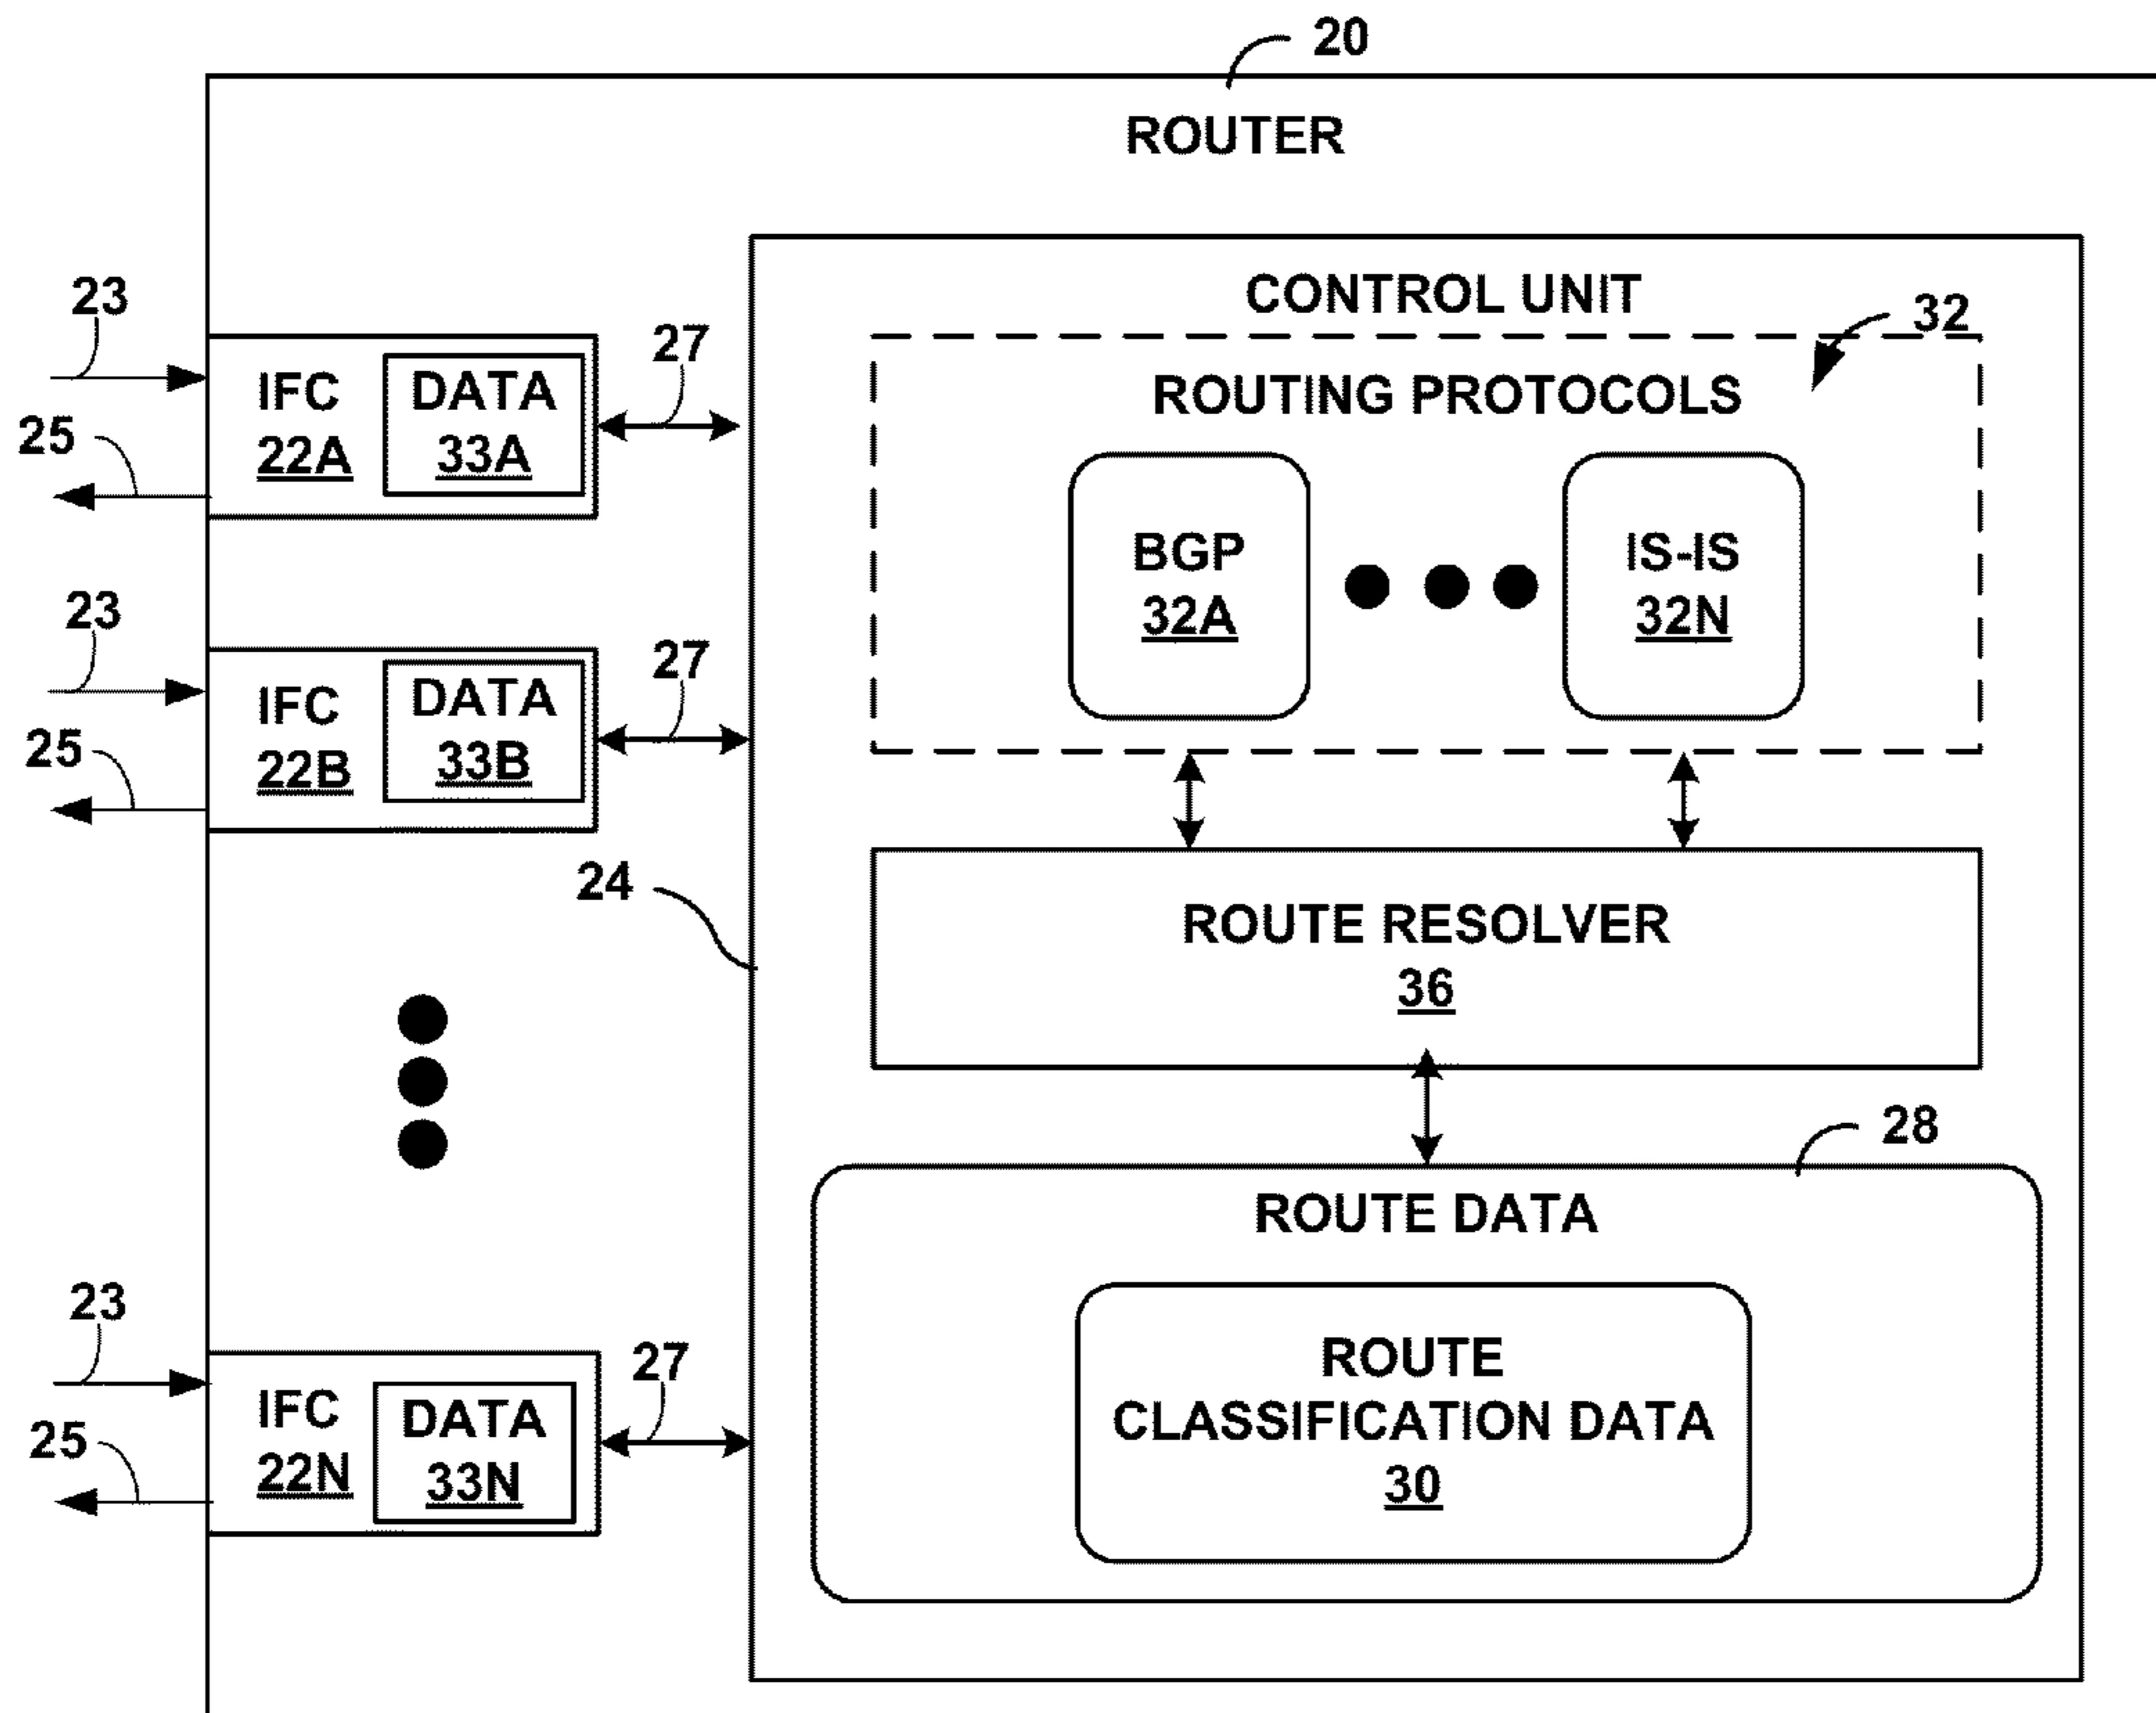 20
ROUTER
CONTROL UNIT
32
ROUTING PROTOCOLS
BGP
32A
IS-IS
32N
23
25
IFC
22A
DATA
33A
27
23
25
IFC
22B
DATA
33B
27
24
ROUTE RESOLVER
36
28
ROUTE DATA
ROUTE
CLASSIFICATION DATA
30
23
25
IFC
22N
DATA
33N
27